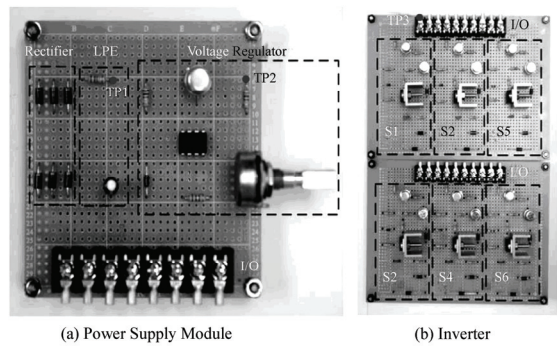 Rectifier LPE Voltage Regulator
TP1
TP2
I/O
(a) Power Supply Module
TP3
I/O
S1 S2 S5
I/O
S2 S4 S6
(b) Inverter